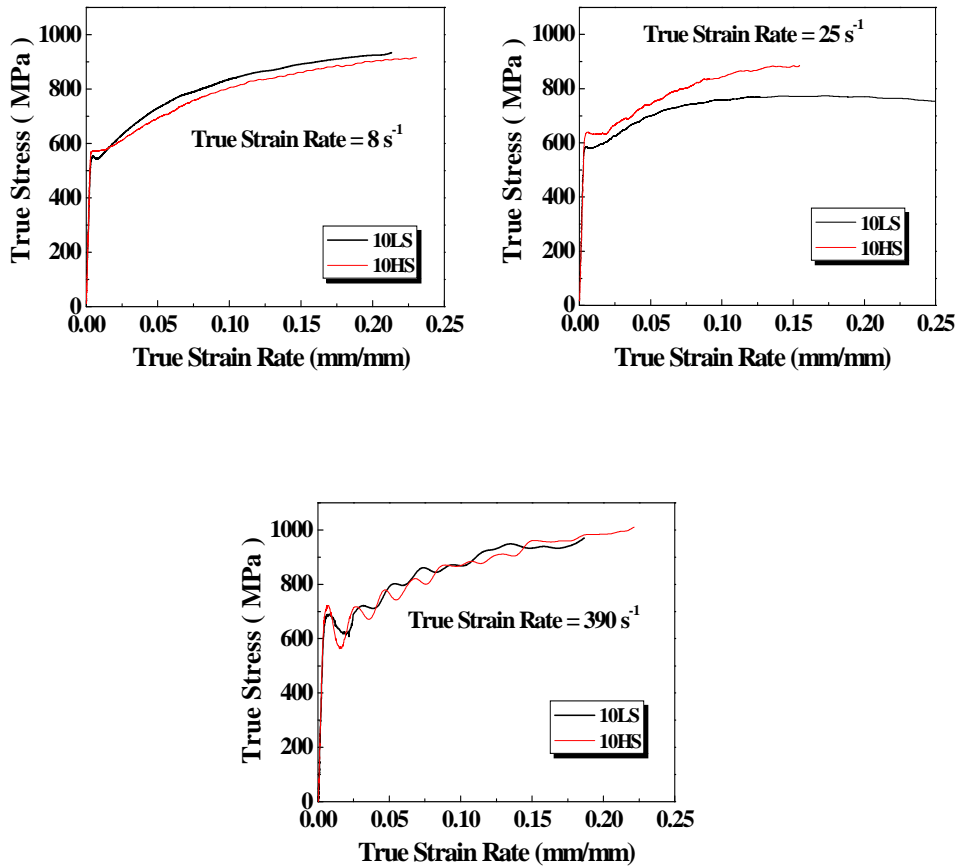 1000
800
600
400
200
0
True Stress ( MPa)
True Strain Rate = 8 s⁻¹
10LS
10HS
0.00 0.05 0.10 0.15 0.20 0.25
True Strain Rate (mm/mm)
1000
800
600
400
200
0
True Stress ( MPa)
True Strain Rate = 25 s⁻¹
10LS
10HS
0.00 0.05 0.10 0.15 0.20 0.25
True Strain Rate (mm/mm)
1000
800
600
400
200
0
True Stress ( MPa)
True Strain Rate = 390 s⁻¹
10LS
10HS
0.00 0.05 0.10 0.15 0.20 0.25
True Strain Rate (mm/mm)